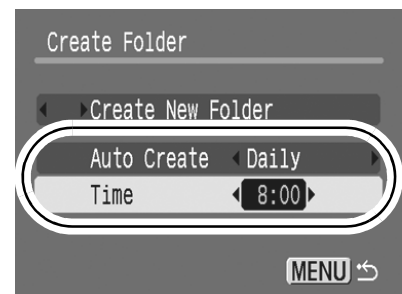 Create Folder
Create New Folder
Auto Create Daily
Time 8:00
MENU